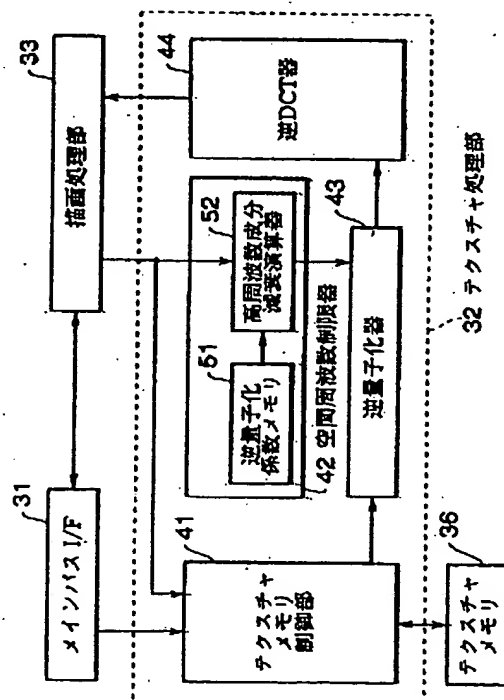 31
メインバスI/F
33
描画処理部
41
テクスチャ
メモリ
制御部
51
逆量子化
係数メモリ
52
高周波数成分
減衰演算器
42 空間周波数制限器
44
逆DCT器
43
逆量子化器
36
テクスチャ
メモリ
32 テクスチャ処理部